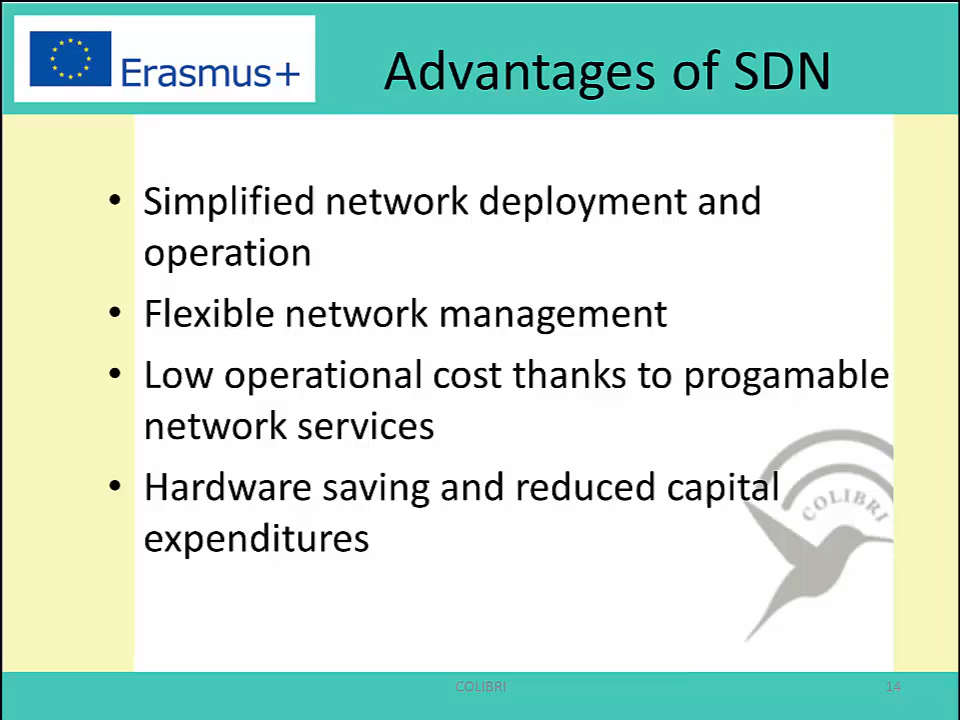 Erasmus+
Advantages of SDN
• Simplified network deployment and
operation
• Flexible network management
• Low operational cost thanks to progamable
network services
• Hardware saving and reduced capital
expenditures
COLIBRI
COLIBRI
14